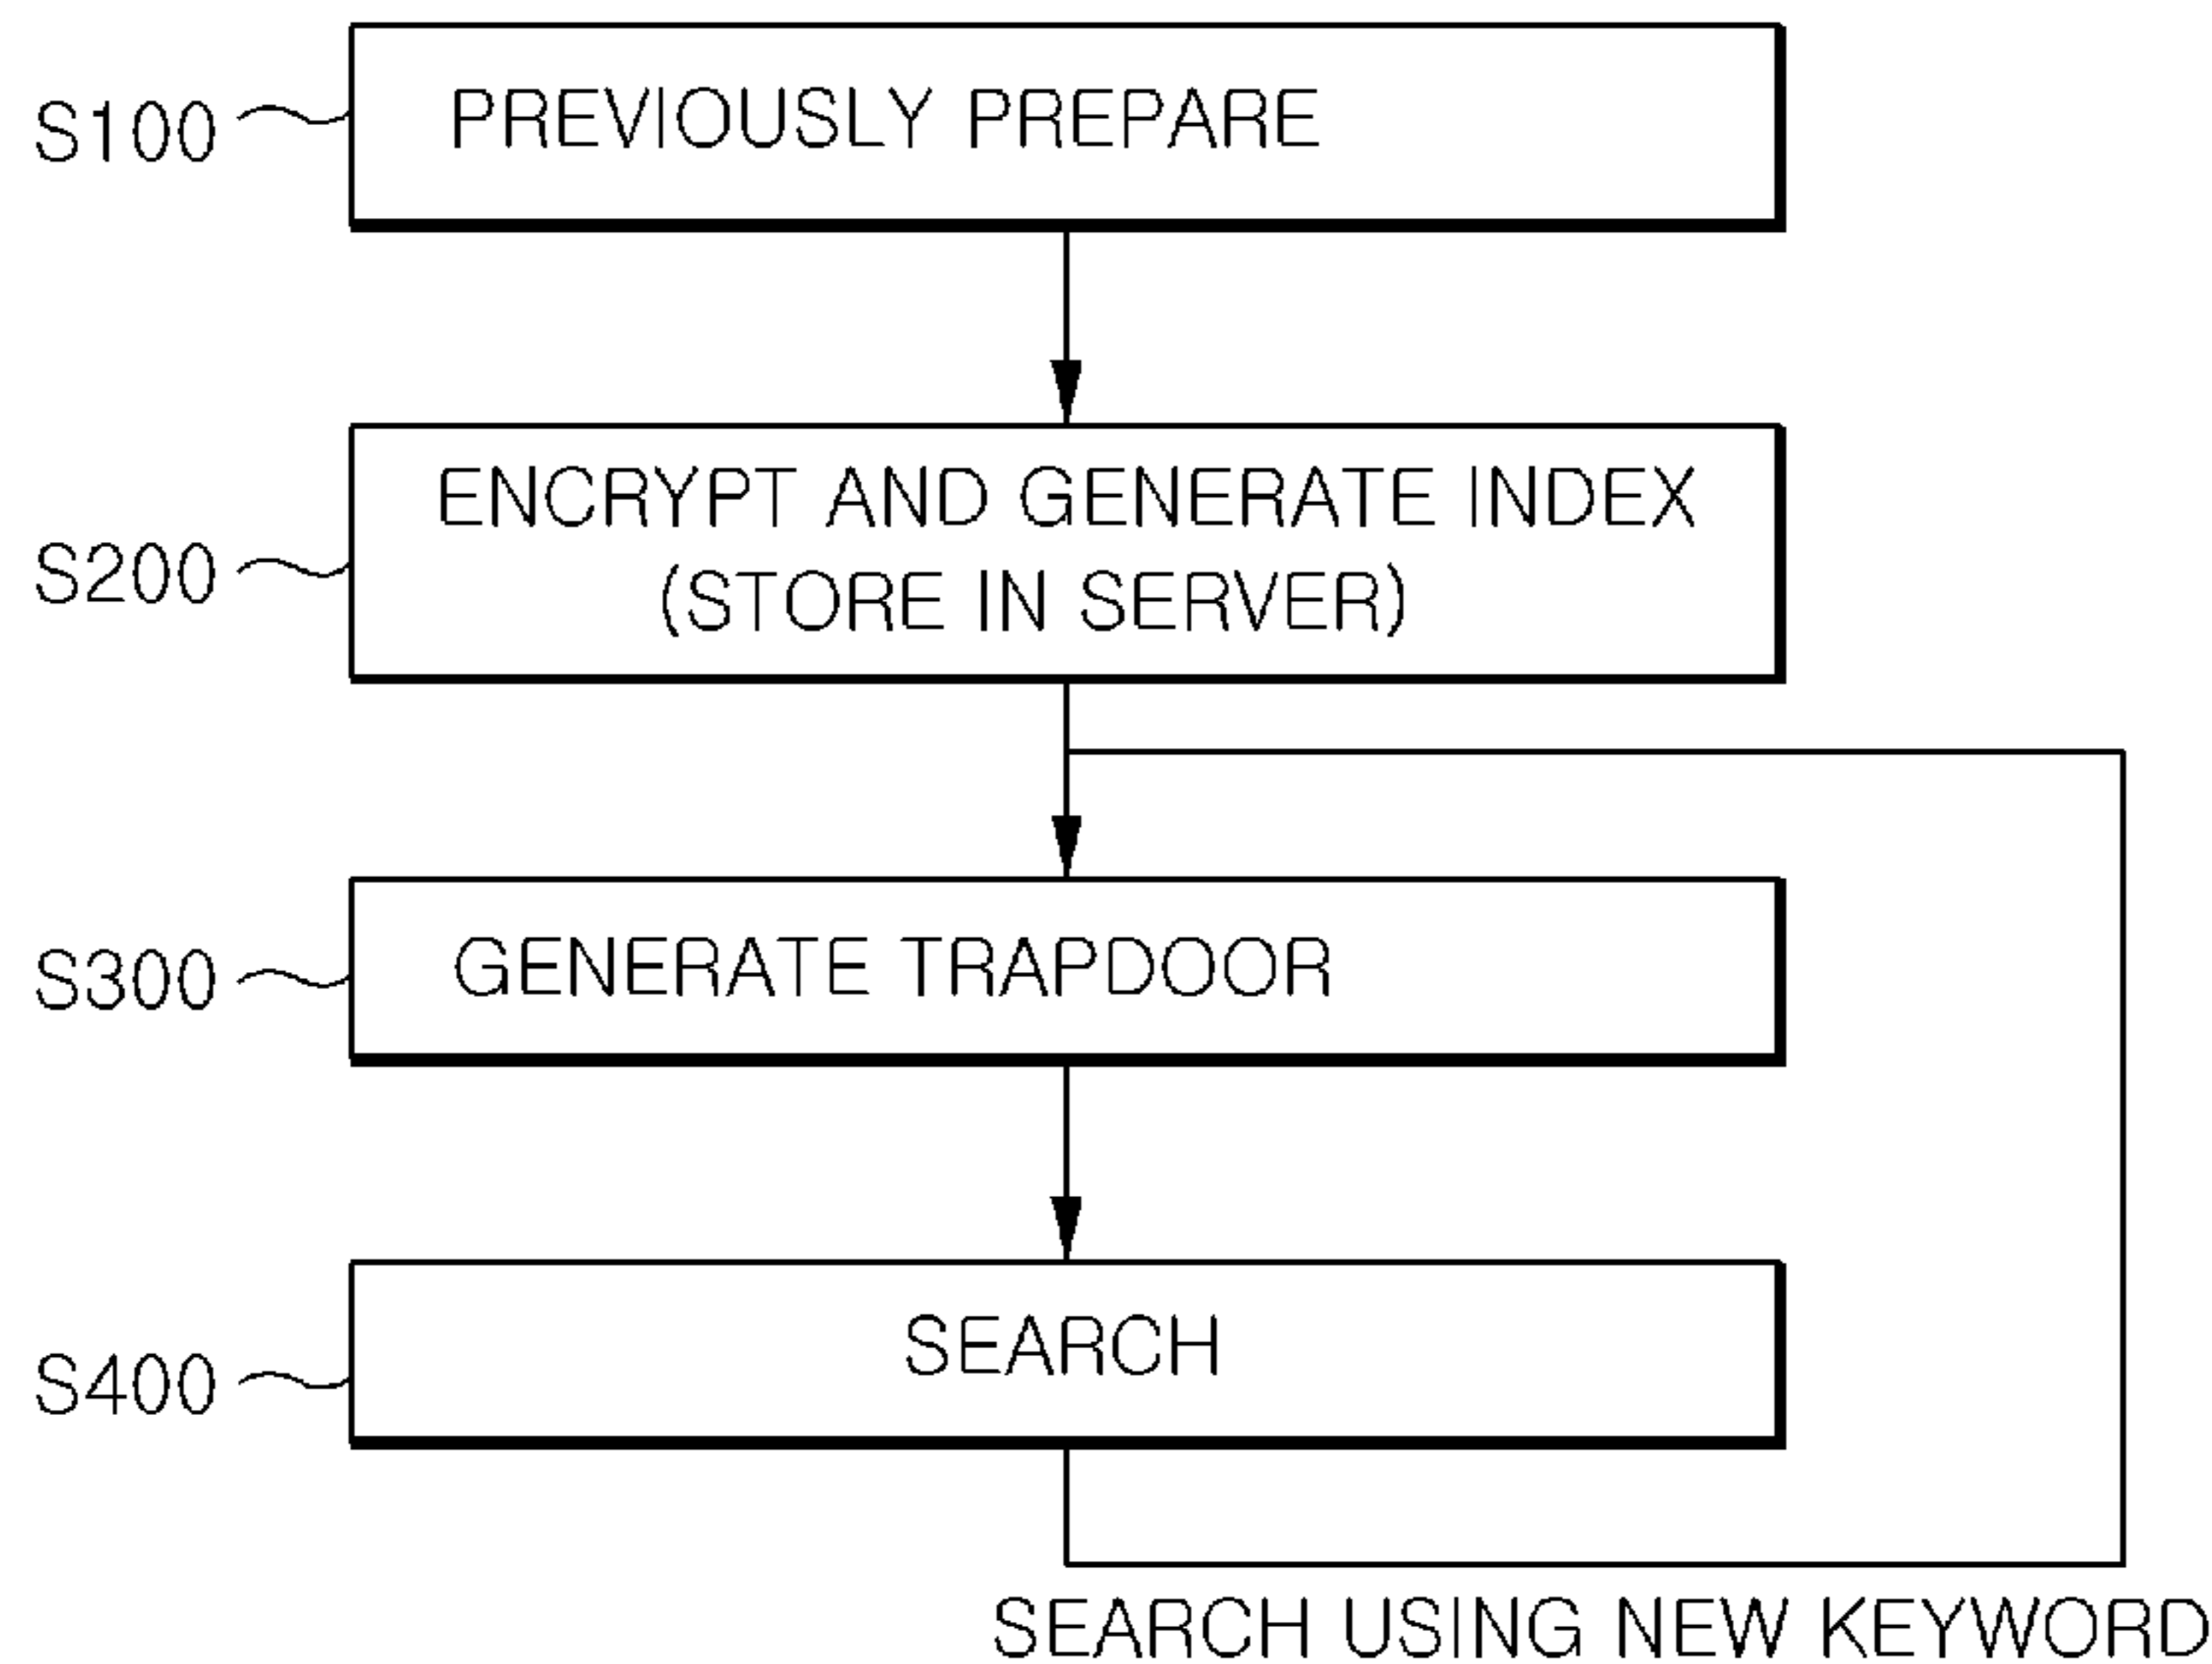 S100
PREVIOUSLY PREPARE
S200
ENCRYPT AND GENERATE INDEX
(STORE IN SERVER)
S300
GENERATE TRAPDOOR
S400
SEARCH
SEARCH USING NEW KEYWORD